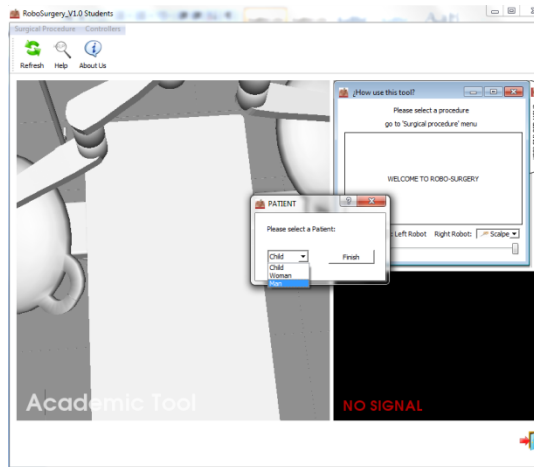 RoboSurgery_V1.0 Students
Surgical Procedure Controllers
Refresh Help About Us
¿How use this tool?
Please select a procedure
go to 'Surgical procedure' menu
WELCOME TO ROBO-SURGERY
Left Robot Right Robot: Scalpe
PATIENT
Please select a Patient:
Child Finish
Child
Woman
Man
Academic Tool
NO SIGNAL